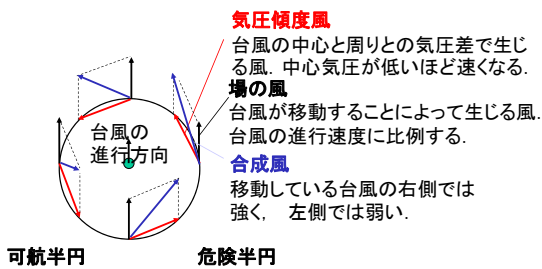 気圧傾度風
台風の中心と周りとの気圧差で生じ
る風．中心気圧が低いほど速くなる．
場の風
台風が移動することによって生じる風．
台風の進行速度に比例する．
合成風
移動している台風の右側では
強く， 左側では弱い．
台風の
進行方向
可航半円
危険半円